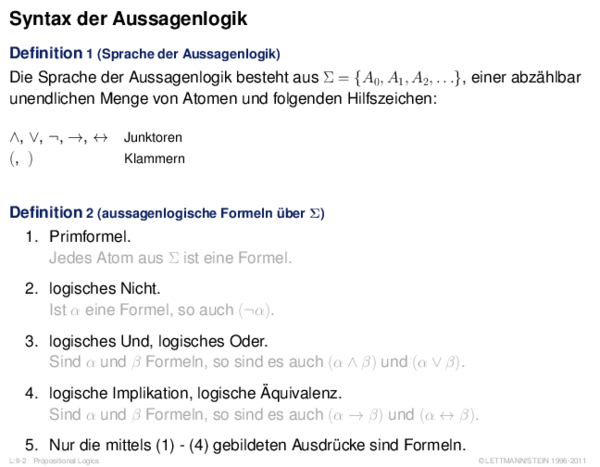 Syntax der Aussagenlogik
Definition 1 (Sprache der Aussagenlogik)
Die Sprache der Aussagenlogik besteht aus Σ = {A₀, A₁, A₂, …}, einer abzählbar
unendlichen Menge von Atomen und folgenden Hilfszeichen:
∧, ∨, ¬, →, ↔ Junktoren
(, ) Klammern
Definition 2 (aussagenlogische Formeln über Σ)
1. Primformel.
Jedes Atom aus Σ ist eine Formel.
2. logisches Nicht.
Ist α eine Formel, so auch (¬α).
3. logisches Und, logisches Oder.
Sind α und β Formeln, so sind es auch (α ∧ β) und (α ∨ β).
4. logische Implikation, logische Äquivalenz.
Sind α und β Formeln, so sind es auch (α → β) und (α ↔ β).
5. Nur die mittels (1) - (4) gebildeten Ausdrücke sind Formeln.
L:II-2 Propositional Logics ©LETTMANN/STEIN 1996-2011